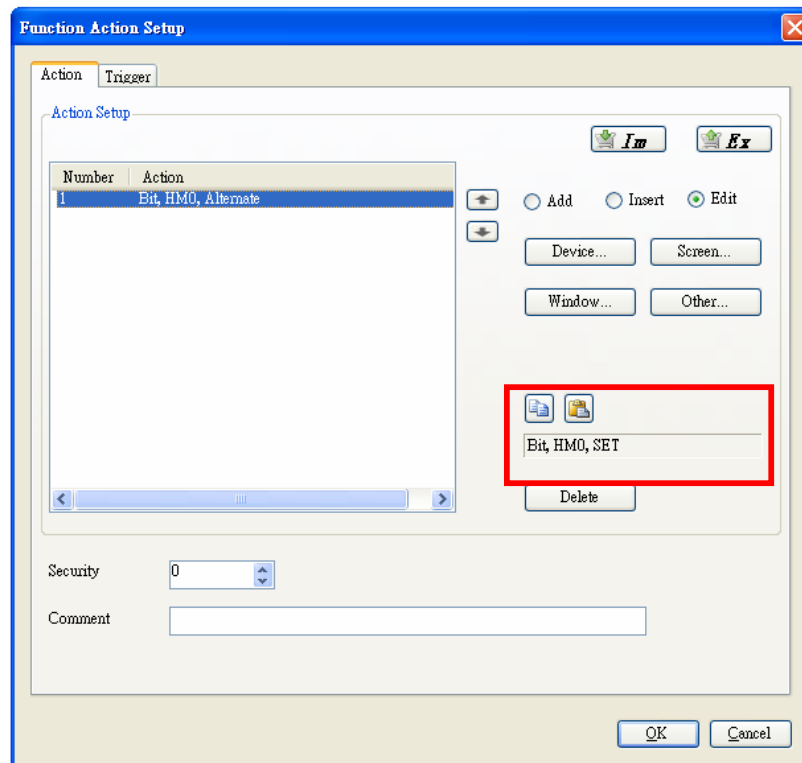 Function Action Setup
Action Trigger
Action Setup
Im Ex
Number Action
1 Bit, HM0, Alternate
Add Insert Edit
Device... Screen...
Window... Other...
Bit, HM0, SET
Delete
Security 0
Comment
OK Cancel